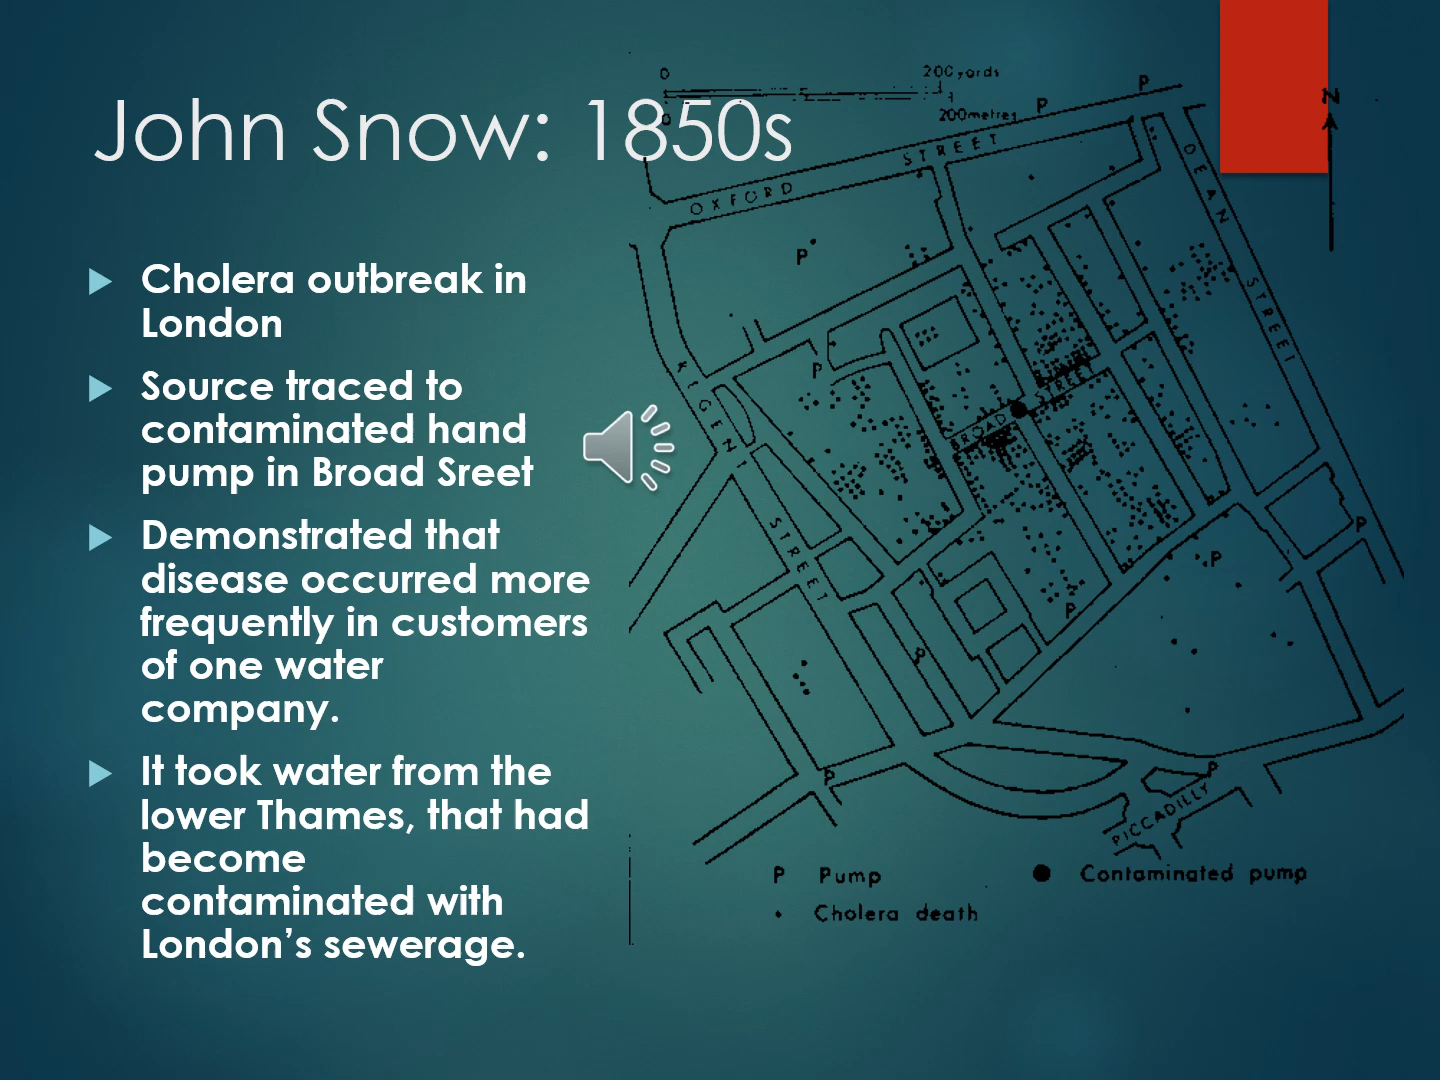 John Snow: 1850s
Cholera outbreak in
London
Source traced to
contaminated hand
pump in Broad Sreet
Demonstrated that
disease occurred more
frequently in customers
of one water
company.
It took water from the
lower Thames, that had
become
contaminated with
London's sewerage.
0
200 yards
0
200 metres
N
OXFORD STREET
DEAN STREET
REGENT STREET
BROAD STREET
PICCADILLY
P
P
P
P
P
P
P
P
P
P
P Pump
Contaminated pump
Cholera death